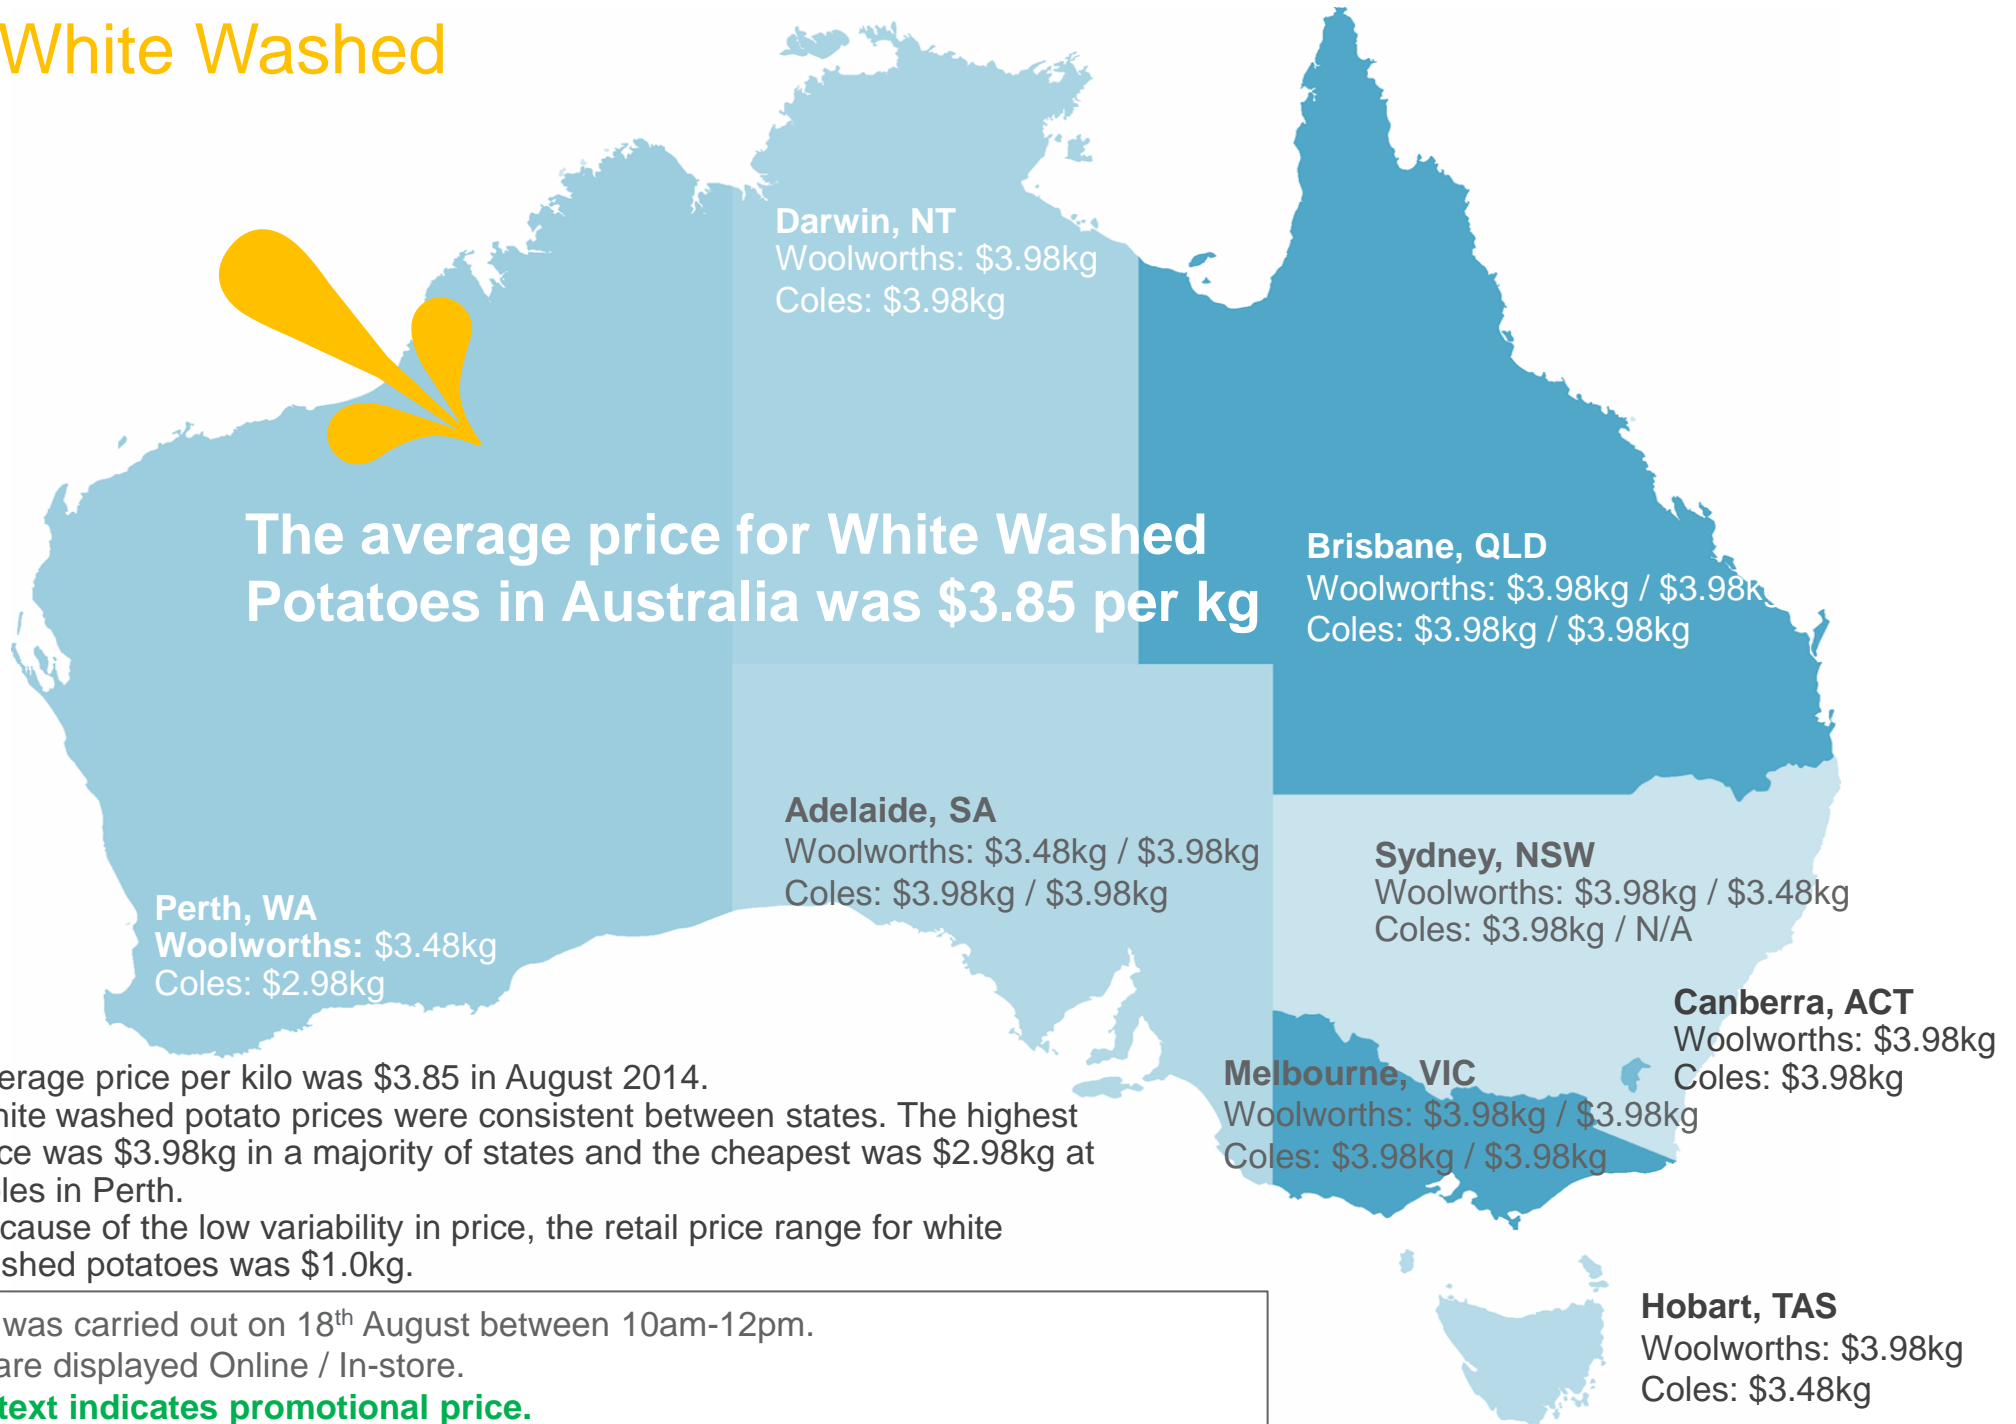 White Washed
Darwin, NT
Woolworths: $3.98kg
Coles: $3.98kg
The average price for White Washed
Potatoes in Australia was $3.85 per kg
Brisbane, QLD
Woolworths: $3.98kg / $3.98kg
Coles: $3.98kg / $3.98kg
Adelaide, SA
Woolworths: $3.48kg / $3.98kg
Coles: $3.98kg / $3.98kg
Sydney, NSW
Woolworths: $3.98kg / $3.48kg
Coles: $3.98kg / N/A
Perth, WA
Woolworths: $3.48kg
Coles: $2.98kg
Canberra, ACT
Woolworths: $3.98kg
Coles: $3.98kg
Melbourne, VIC
Woolworths: $3.98kg / $3.98kg
Coles: $3.98kg / $3.98kg
erage price per kilo was $3.85 in August 2014.
hite washed potato prices were consistent between states. The highest
ce was $3.98kg in a majority of states and the cheapest was $2.98kg at
les in Perth.
cause of the low variability in price, the retail price range for white
shed potatoes was $1.0kg.
was carried out on 18th August between 10am-12pm.
are displayed Online / In-store.
text indicates promotional price.
Hobart, TAS
Woolworths: $3.98kg
Coles: $3.48kg